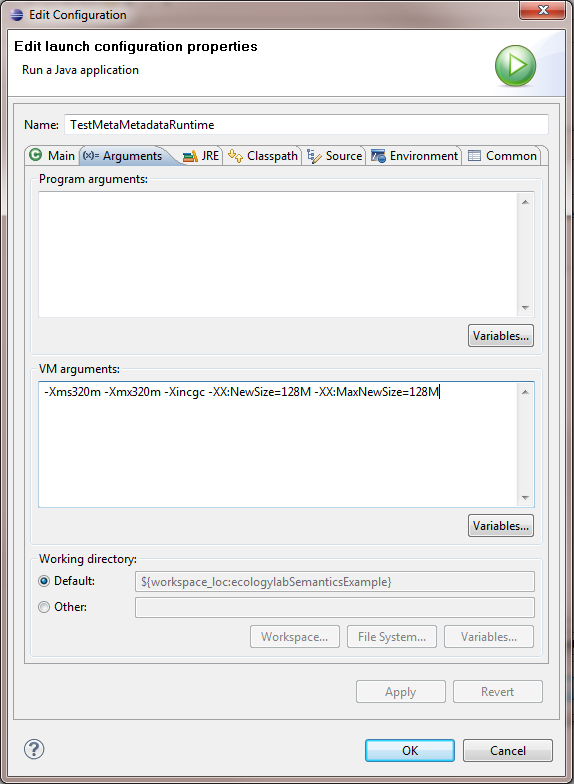 Edit Configuration
Edit launch configuration properties
Run a Java application
Name: TestMetaMetadataRuntime
Main (x)= Arguments JRE Classpath Source Environment Common
Program arguments:
Variables...
VM arguments:
-Xms320m -Xmx320m -Xincgc -XX:NewSize=128M -XX:MaxNewSize=128M
Variables...
Working directory:
Default: ${workspace_loc:ecologylabSemanticsExample}
Other:
Workspace... File System... Variables...
Apply Revert
OK Cancel